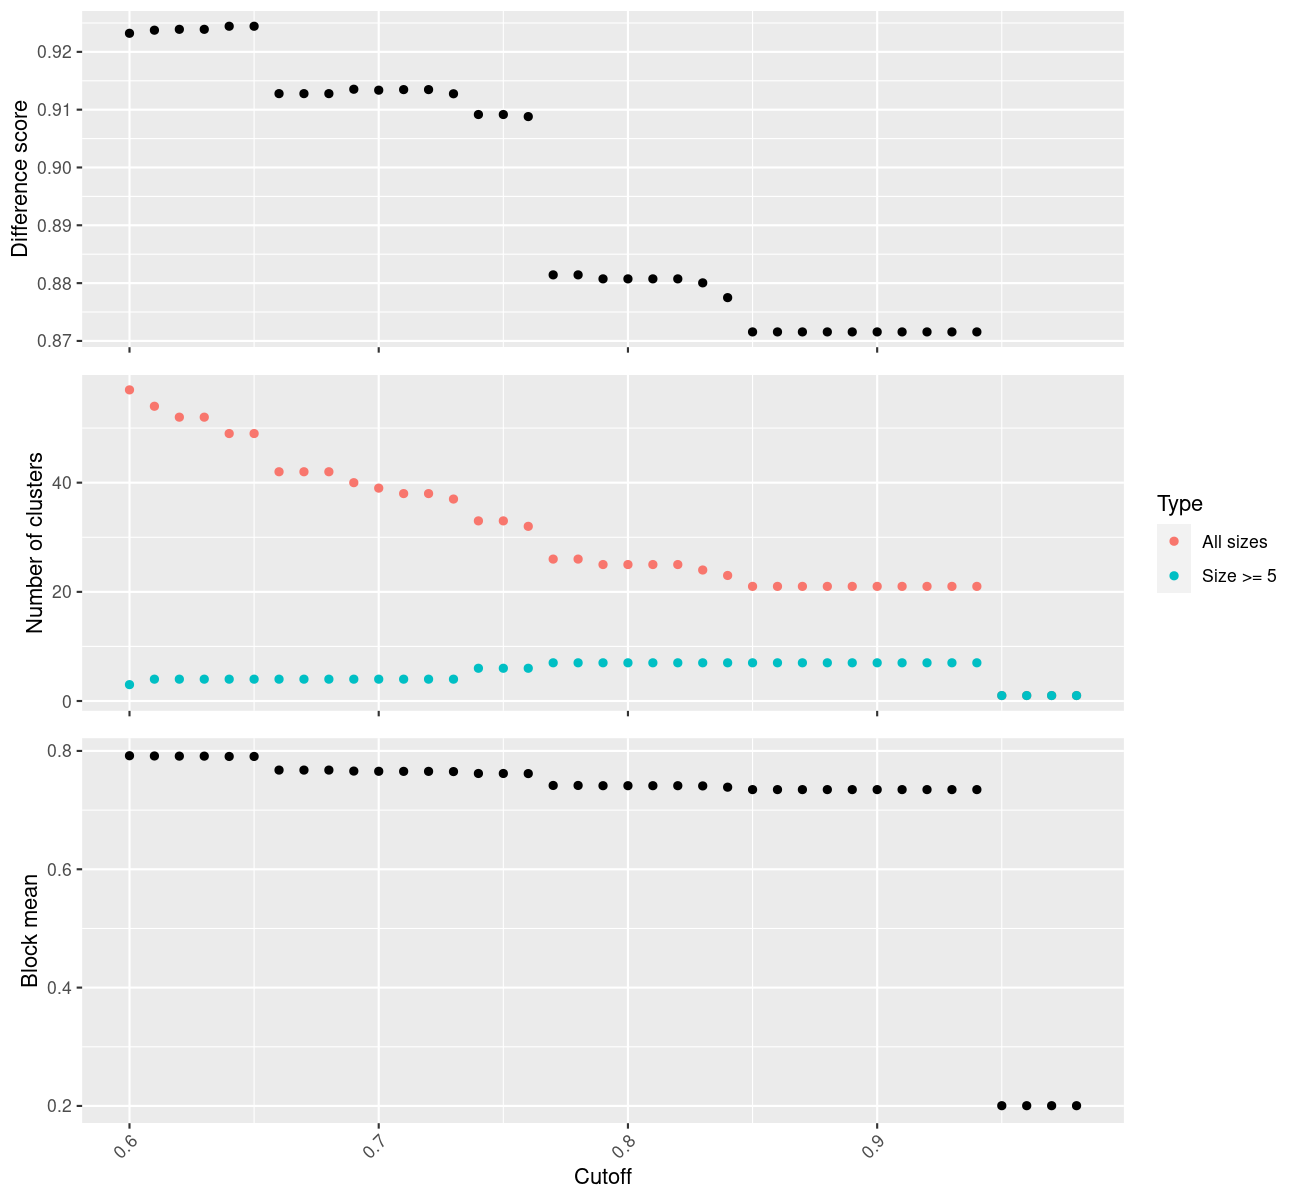 Difference score
0.92
0.91
0.90
0.89
0.88
0.87
Number of clusters
40
20
0
Type
All sizes
Size >= 5
Block mean
0.8
0.6
0.4
0.2
0.6 0.7 0.8 0.9
Cutoff